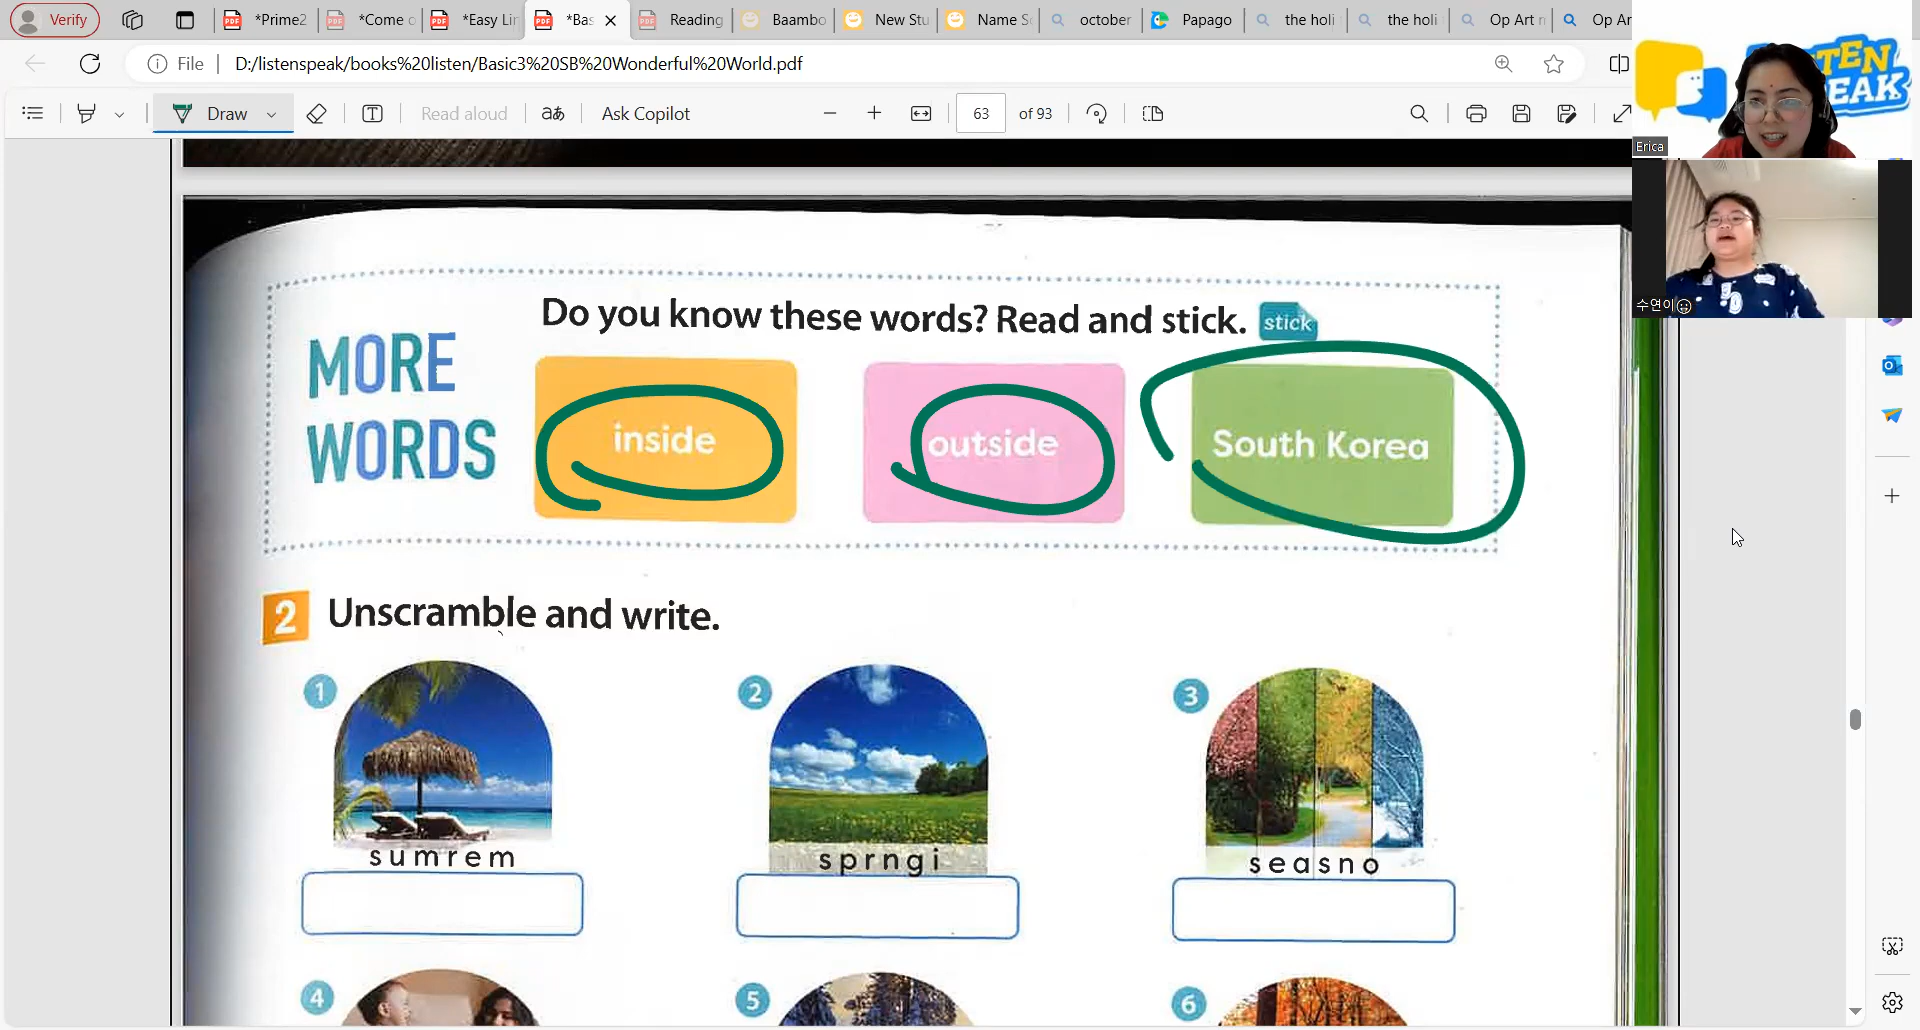 Verify
*Prime2
*Come o
*Easy Lir
*Bas
Reading
Baambo
New Stu
Name Se
october
Papago
the holi
the holi
Op Art n
Op Ar
File
D:/listenspeak/books%20listen/Basic3%20SB%20Wonderful%20World.pdf
Draw
Read aloud
aあ
Ask Copilot
63
of 93
Erica
수연이
Do you know these words? Read and stick.
stick
MORE
WORDS
inside
outside
South Korea
2 Unscramble and write.
1
2
3
sumrem
sprngi
seasno
4
5
6